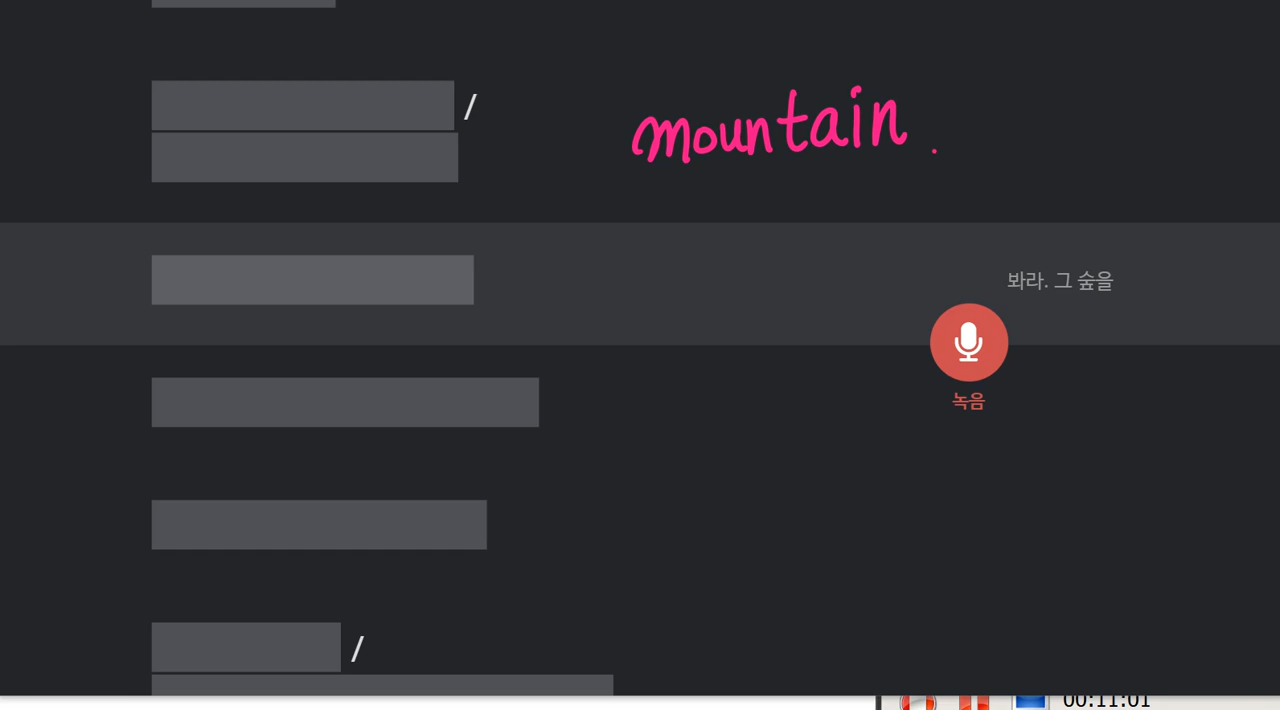 /
mountain.
봐라. 그 숲을
녹음
/
00:11:01